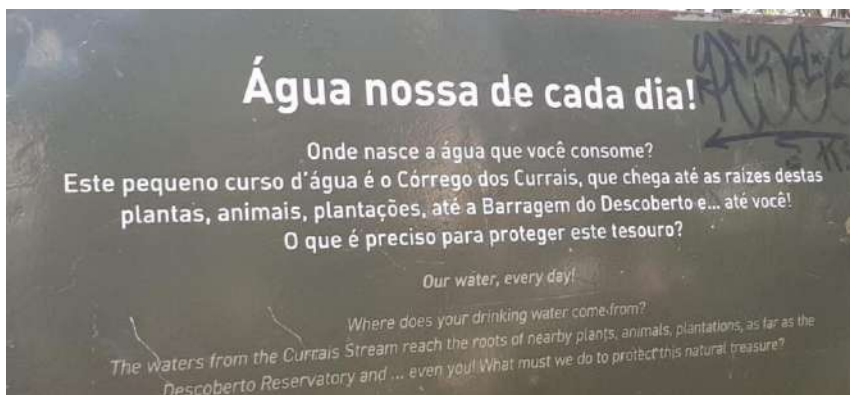 Água nossa de cada dia!
Onde nasce a água que você consome?
Este pequeno curso d'água é o Córrego dos Currais, que chega até as raízes destas
plantas, animais, plantações, até a Barragem do Descoberto e... até você!
O que é preciso para proteger este tesouro?
Our water, every day!
Where does your drinking water come from?
The waters from the Currais Stream reach the roots of nearby plants, animals, plantations, as far as the
Descoberto Reservatory and ... even you! What must we do to protect this natural treasure?